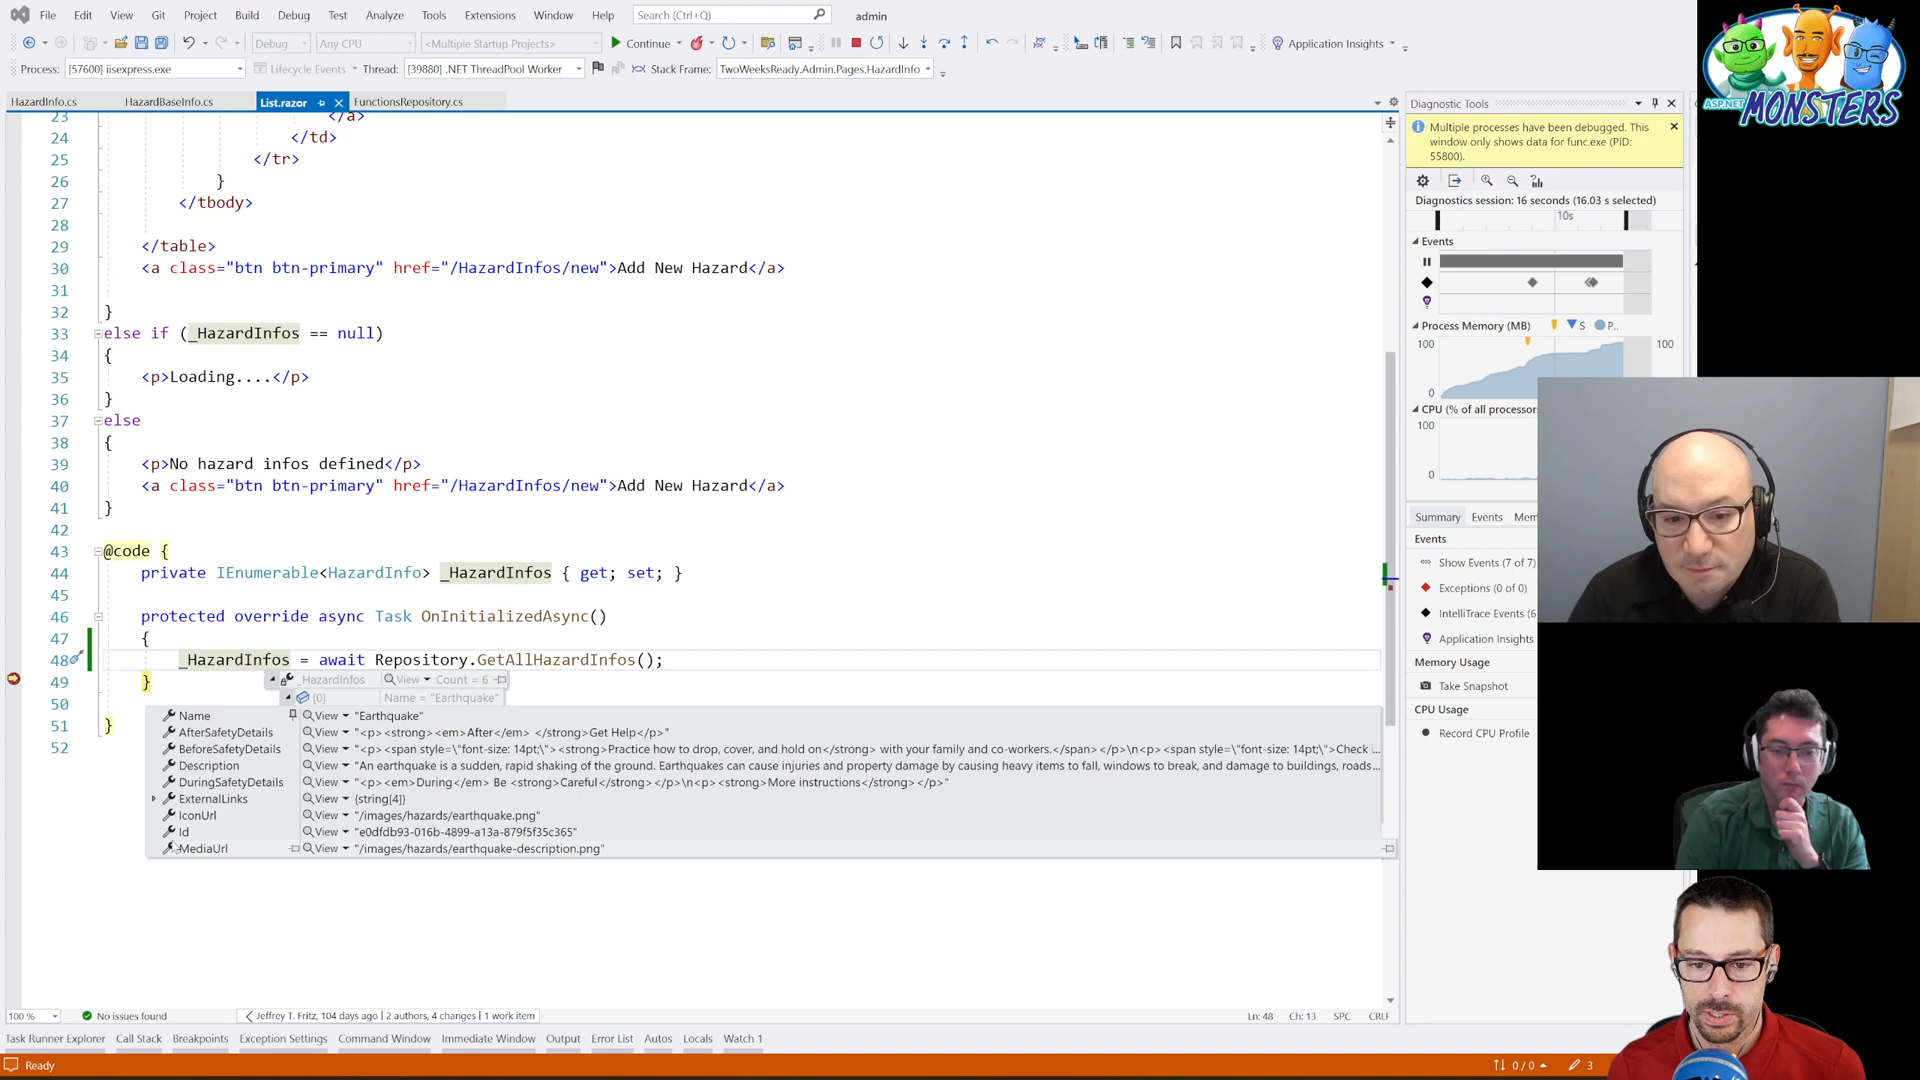 File Edit View Git Project Build Debug Test Analyze Tools Extensions Window Help Search (Ctrl+Q) admin
Debug Any CPU <Multiple Startup Projects> Continue Application Insights
Process: [57600] iisexpress.exe Lifecycle Events Thread: [39880] .NET ThreadPool Worker Stack Frame: TwoWeeksReady.Admin.Pages.HazardInfo
HazardInfo.cs HazardBaseInfo.cs List.razor FunctionsRepository.cs
23 </a>
24 </td>
25 </tr>
26 }
27 </tbody>
28
29 </table>
30 <a class="btn btn-primary" href="/HazardInfos/new">Add New Hazard</a>
31
32 }
33 else if (_HazardInfos == null)
34 {
35 <p>Loading....</p>
36 }
37 else
38 {
39 <p>No hazard infos defined</p>
40 <a class="btn btn-primary" href="/HazardInfos/new">Add New Hazard</a>
41 }
42
43 @code {
44 private IEnumerable<HazardInfo> _HazardInfos { get; set; }
45
46 protected override async Task OnInitializedAsync()
47 {
48 _HazardInfos = await Repository.GetAllHazardInfos();
49 }
50
51 }
52
_HazardInfos View Count = 6
[0] Name = "Earthquake"
Name View "Earthquake"
AfterSafetyDetails View "<p><strong><em>After</em> </strong>Get Help</p>"
BeforeSafetyDetails View "<p><span style=\"font-size: 14pt;\"><strong>Practice how to drop, cover, and hold on</strong> with your family and co-workers.</span></p>\n<p><span style=\"font-size: 14pt;\">Check ...
Description View "An earthquake is a sudden, rapid shaking of the ground. Earthquakes can cause injuries and property damage by causing heavy items to fall, windows to break, and damage to buildings, roads...
DuringSafetyDetails View "<p><em>During</em> Be <strong>Careful</strong></p>\n<p><strong>More instructions</strong></p>"
ExternalLinks View {string[4]}
IconUrl View "/images/hazards/earthquake.png"
Id View "e0dfdb93-016b-4899-a13a-879f5f35c365"
MediaUrl View "/images/hazards/earthquake-description.png"
Diagnostic Tools
Multiple processes have been debugged. This
window only shows data for func.exe (PID:
55800).
Diagnostics session: 16 seconds (16.03 s selected)
10s
Events
Process Memory (MB) S P..
100 100
0
CPU (% of all processor
100
0
Summary Events Mem
Events
Show Events (7 of 7)
Exceptions (0 of 0)
IntelliTrace Events (6
Application Insights
Memory Usage
Take Snapshot
CPU Usage
Record CPU Profile
ASP.NET
MONSTERS
100 % No issues found Jeffrey T. Fritz, 104 days ago | 2 authors, 4 changes | 1 work item Ln: 48 Ch: 13 SPC CRLF
Task Runner Explorer Call Stack Breakpoints Exception Settings Command Window Immediate Window Output Error List Autos Locals Watch 1
Ready 0 / 0 3